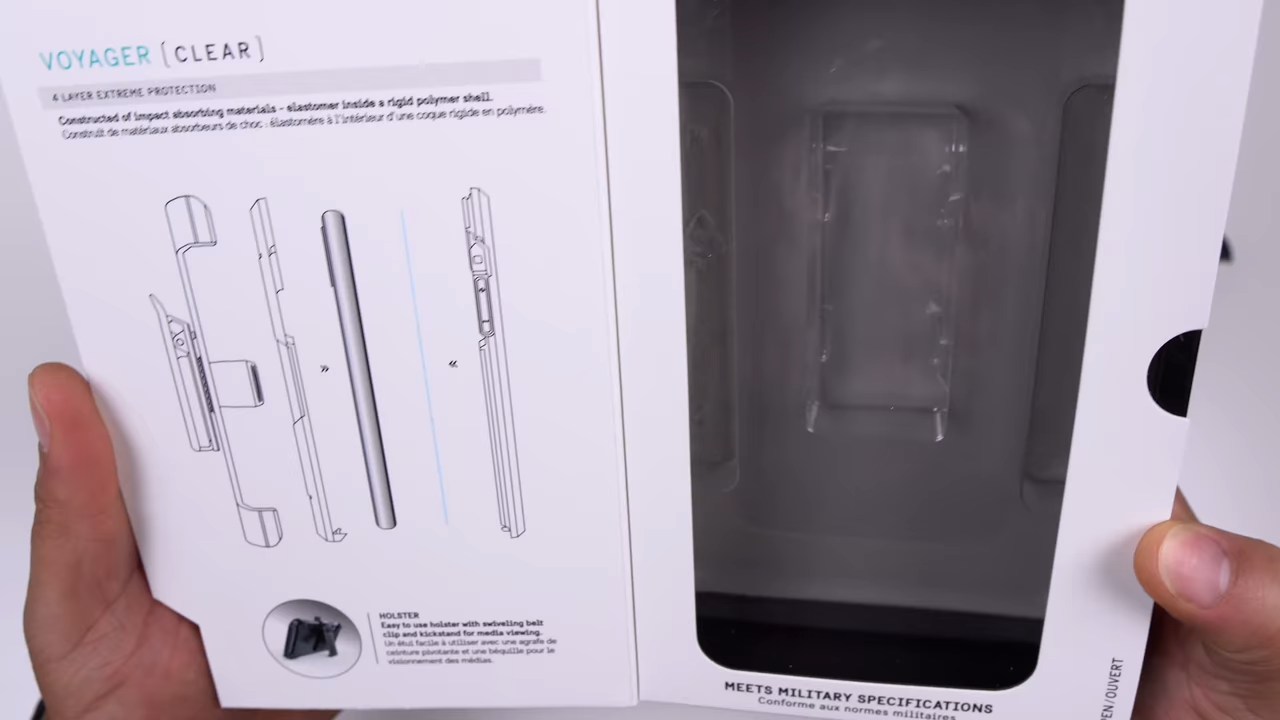 VOYAGER [CLEAR]
4 LAYER EXTREME PROTECTION
Constructed of impact absorbing materials - elastomer inside a rigid polymer shell.
Construit de matériaux absorbeurs de choc : élastomère à l'intérieur d'une coque rigide en polymère.
HOLSTER
Easy to use holster with swiveling belt
clip and kickstand for media viewing.
Un étui facile à utiliser avec une agrafe de
ceinture pivotante et une béquille pour le
visionnement des médias.
MEETS MILITARY SPECIFICATIONS
Conforme aux normes militaires
EN/OUVERT